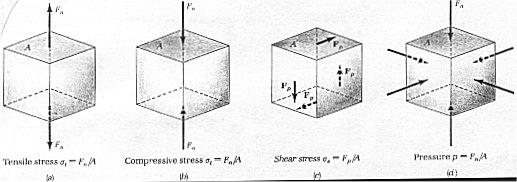 Fₙ
A
Fₙ
Tensile stress σₜ = Fₙ/A
(a)
Fₙ
A
Fₙ
Compressive stress σₜ = Fₙ/A
(b)
A
Fₚ
Fₚ
Fₚ
Fₚ
Shear stress σₛ = Fₚ/A
(c)
Fₙ
A
Pressure p = Fₙ/A
(d)